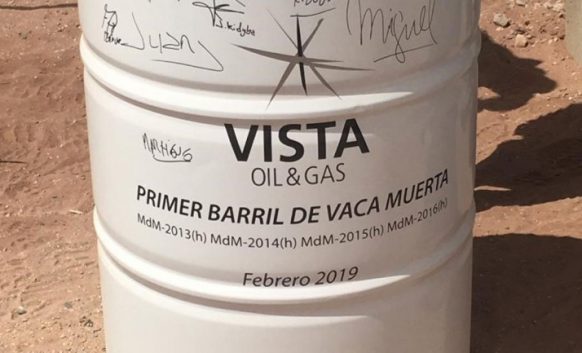 Juany
Miguel
VISTA
OIL & GAS
PRIMER BARRIL DE VACA MUERTA
MdM-2013(h) MdM-2014(h) MdM-2015(h) MdM-2016(h)
Febrero 2019